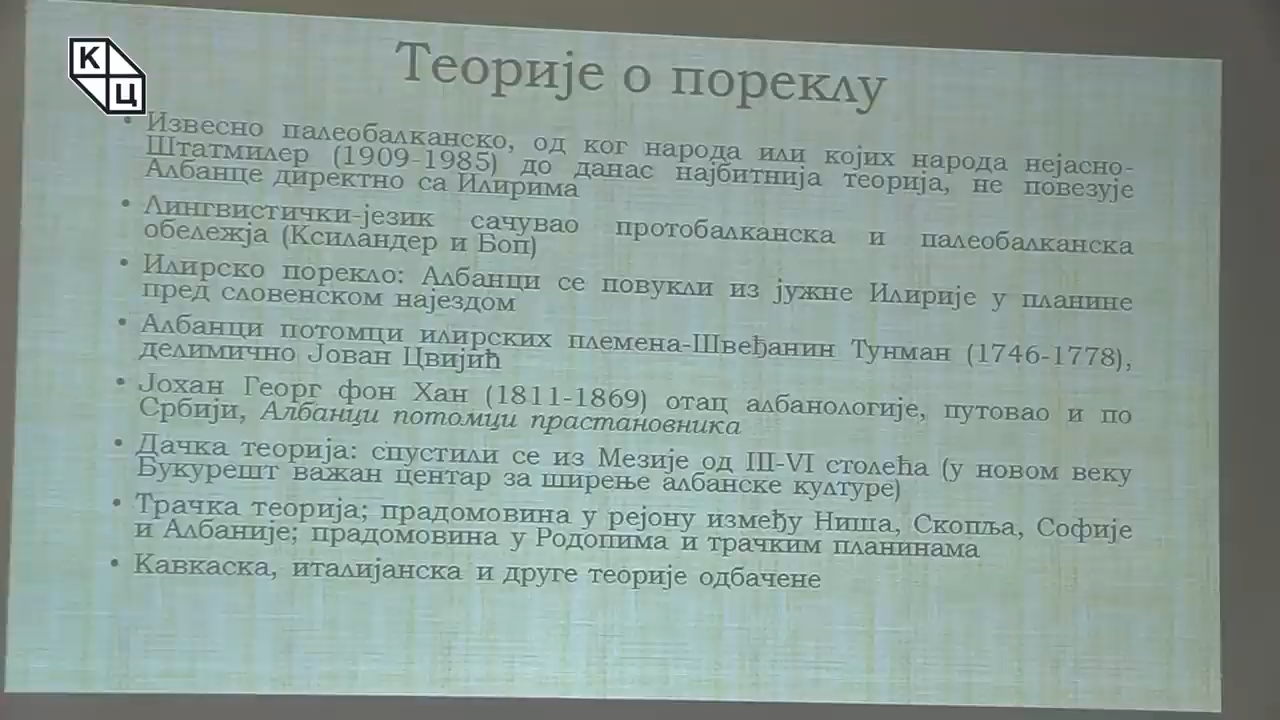 К
Ц
Теорије о пореклу
• Извесно палеобалканско, од ког народа или којих народа нејасно-
Штатмилер (1909-1985) до данас најбитнија теорија, не повезује
Албанце директно са Илирима
• Лингвистички-језик сачувао протобалканска и палеобалканска
обележја (Ксиландер и Боп)
• Илирско порекло: Албанци се повукли из јужне Илирије у планине
пред словенском најездом
• Албанци потомци илирских племена-Швеђанин Тунман (1746-1778),
делимично Јован Цвијић
• Јохан Георг фон Хан (1811-1869) отац албанологије, путовао и по
Србији, Албанци потомци прастановника
• Дачка теорија: спустили се из Мезије од III-VI столећа (у новом веку
Букурешт важан центар за ширење албанске културе)
• Трачка теорија; прадомовина у рејону између Ниша, Скопља, Софије
и Албаније; прадомовина у Родопима и трачким планинама
• Кавкаска, италијанска и друге теорије одбачене